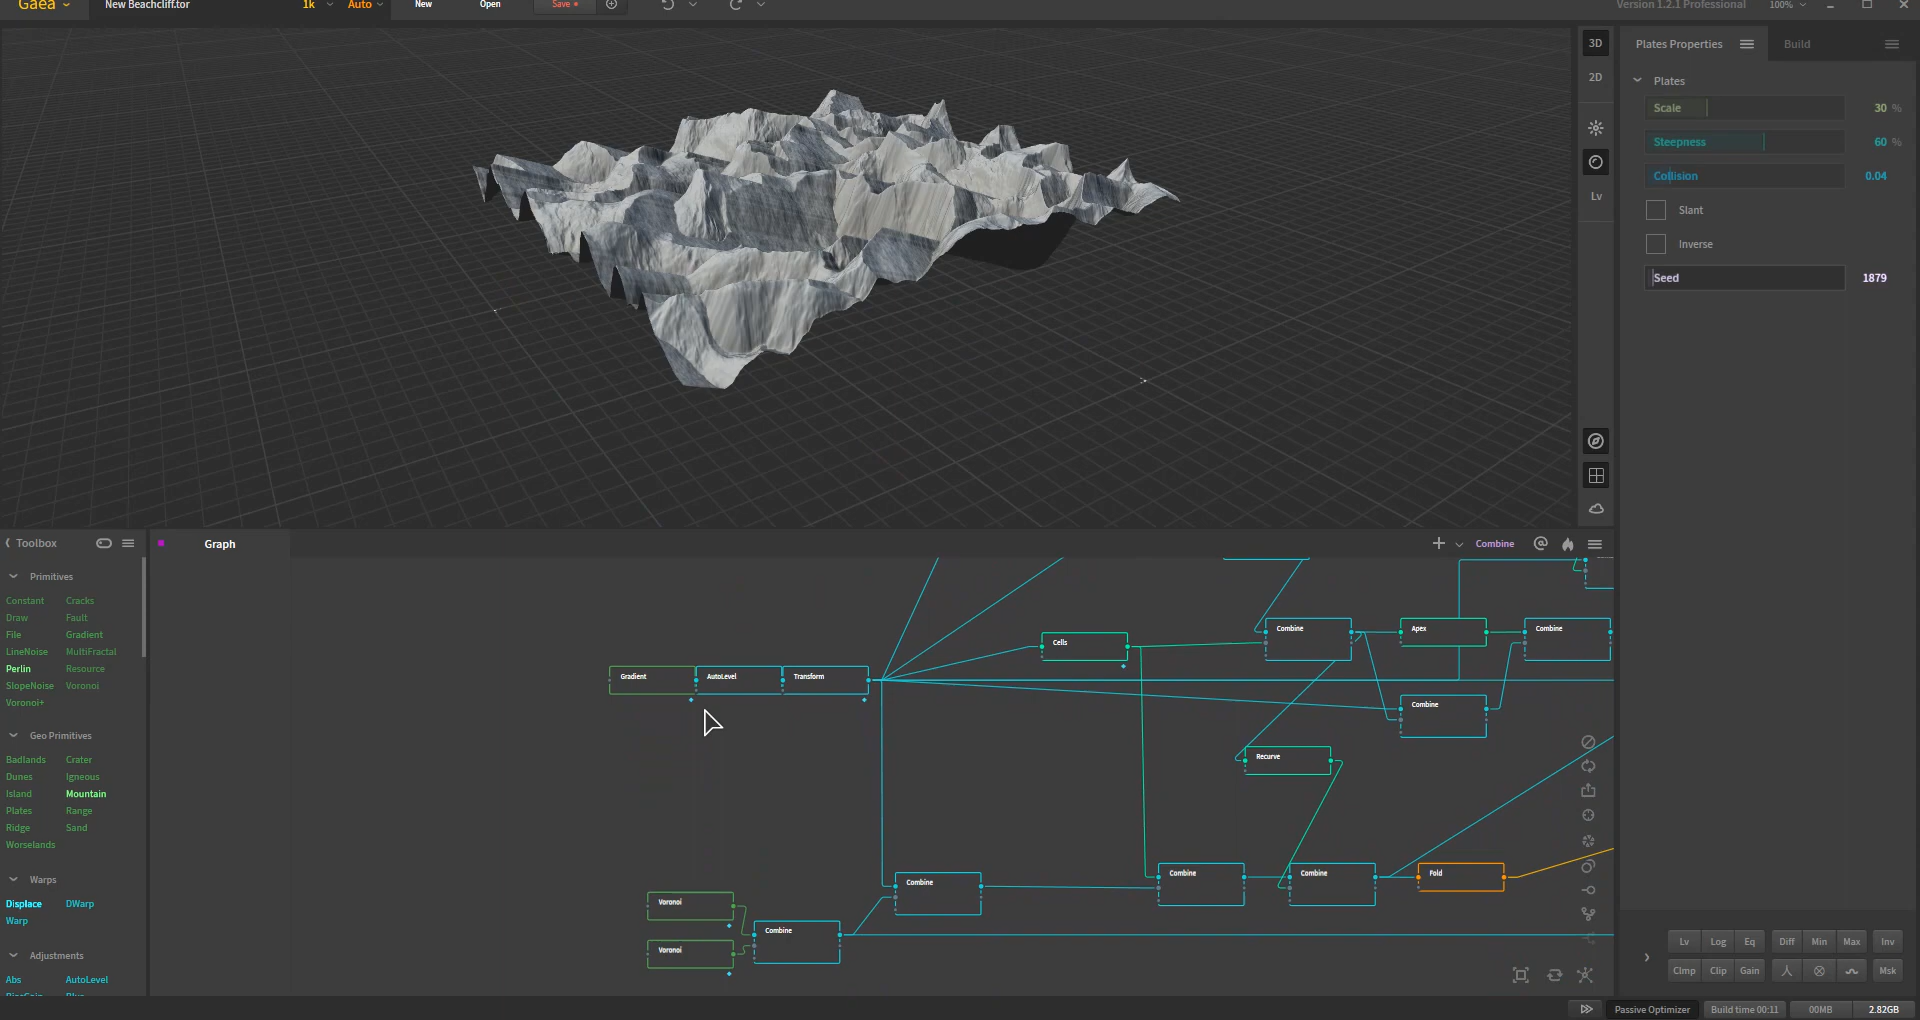 Gaea
New Beachcliff.tor
1k
Auto
New
Open
Save
Version 1.2.1 Professional
100%
3D
2D
Lv
Plates Properties
Build
Plates
Scale 30 %
Steepness 60 %
Collision 0.04
Slant
Inverse
Seed 1879
Toolbox
Graph
Combine
Primitives
Constant Cracks
Draw Fault
File Gradient
LineNoise MultiFractal
Perlin Resource
SlopeNoise Voronoi
Voronoi+
Geo Primitives
Badlands Crater
Dunes Igneous
Island Mountain
Plates Range
Ridge Sand
Worselands
Warps
Displace DWarp
Warp
Adjustments
Abs AutoLevel
Cells
Combine
Apex
Combine
Gradient
AutoLevel
Transform
Combine
Recurve
Combine
Combine
Combine
Fold
Voronoi
Combine
Voronoi
Lv Log Eq Diff Min Max Inv
Clmp Clip Gain Msk
Passive Optimizer
Build time 00:11
00MB
2.82GB